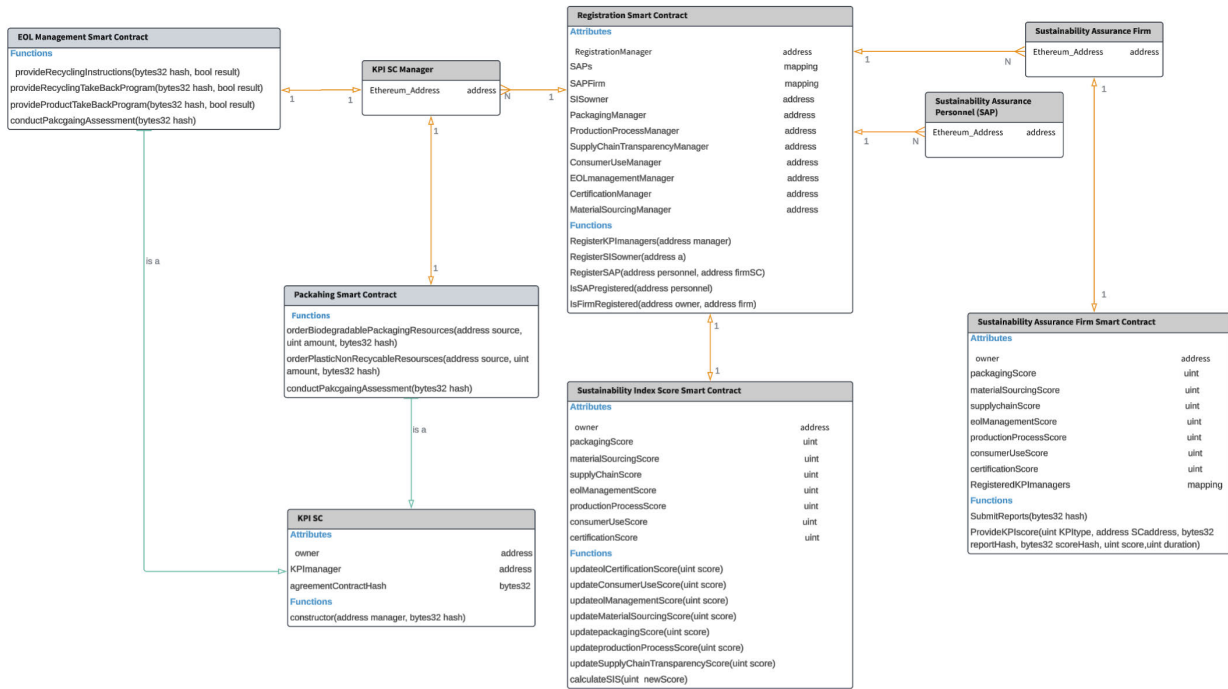 EOL Management Smart Contract
Functions
provideRecyclingInstructions(bytes32 hash, bool result)
provideRecyclingTakeBackProgram(bytes32 hash, bool result)
provideProductTakeBackProgram(bytes32 hash, bool result)
conductPakcgaingAssessment(bytes32 hash)
1
1
KPI SC Manager
Ethereum_Address address
N
1
1
1
is a
Packahing Smart Contract
Functions
orderBiodegradablePackagingResources(address source,
uint amount, bytes32 hash)
orderPlasticNonRecycableResoursces(address source, uint
amount, bytes32 hash)
conductPakcgaingAssessment(bytes32 hash)
is a
KPI SC
Attributes
owner address
KPImanager address
agreementContractHash bytes32
Functions
constructor(address manager, bytes32 hash)
Registration Smart Contract
Attributes
RegistrationManager address
SAPs mapping
SAPFirm mapping
SISowner address
PackagingManager address
ProductionProcessManager address
SupplyChainTransparencyManager address
ConsumerUseManager address
EOLmanagementManager address
CertificationManager address
MaterialSourcingManager address
Functions
RegisterKPImanagers(address manager)
RegisterSISowner(address a)
RegisterSAP(address personnel, address firmSC)
IsSAPregistered(address personnel)
IsFirmRegistered(address owner, address firm)
1
1
Sustainability Index Score Smart Contract
Attributes
owner address
packagingScore uint
materialSourcingScore uint
supplyChainScore uint
eolManagementScore uint
productionProcessScore uint
consumerUseScore uint
certificationScore uint
Functions
updateolCertificationScore(uint score)
updateConsumerUseScore(uint score)
updateolManagementScore(uint score)
updateMaterialSourcingScore(uint score)
updatepackagingScore(uint score)
updateproductionProcessScore(uint score)
updateSupplyChainTransparencyScore(uint score)
calculateSIS(uint newScore)
1
N
Sustainability Assurance Firm
Ethereum_Address address
1
N
Sustainability Assurance
Personnel (SAP)
Ethereum_Address address
1
1
Sustainability Assurance Firm Smart Contract
Attributes
owner address
packagingScore uint
materialSourcingScore uint
supplychainScore uint
eolManagementScore uint
productionProcessScore uint
consumerUseScore uint
certificationScore uint
RegisteredKPImanagers mapping
Functions
SubmitReports(bytes32 hash)
ProvideKPIscore(uint KPItype, address SCaddress, bytes32
reportHash, bytes32 scoreHash, uint score,uint duration)